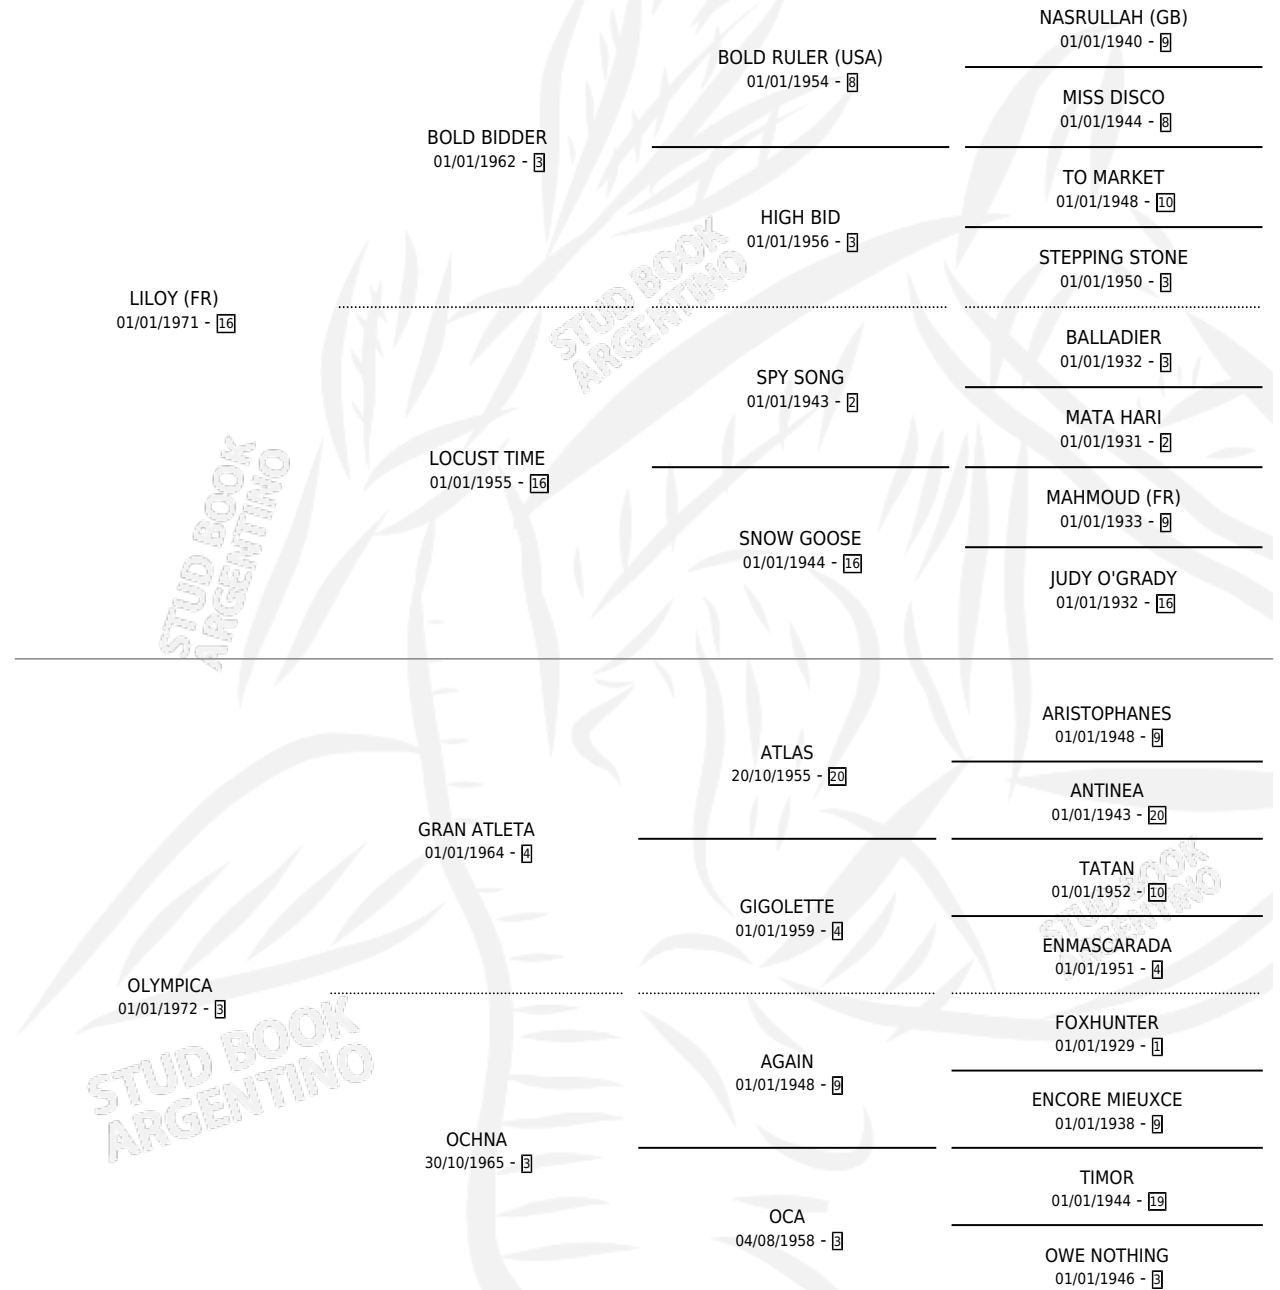 NASRULLAH (GB)
01/01/1940 - 9
BOLD RULER (USA)
01/01/1954 - 8
MISS DISCO
01/01/1944 - 8
BOLD BIDDER
01/01/1962 - 3
TO MARKET
01/01/1948 - 10
HIGH BID
01/01/1956 - 3
STEPPING STONE
01/01/1950 - 3
LILOY (FR)
01/01/1971 - 16
BALLADIER
01/01/1932 - 3
SPY SONG
01/01/1943 - 2
MATA HARI
01/01/1931 - 2
LOCUST TIME
01/01/1955 - 16
MAHMOUD (FR)
01/01/1933 - 9
SNOW GOOSE
01/01/1944 - 16
JUDY O'GRADY
01/01/1932 - 16
ARISTOPHANES
01/01/1948 - 9
ATLAS
20/10/1955 - 20
ANTINEA
01/01/1943 - 20
GRAN ATLETA
01/01/1964 - 4
TATAN
01/01/1952 - 10
GIGOLETTE
01/01/1959 - 4
ENMASCARADA
01/01/1951 - 4
OLYMPICA
01/01/1972 - 3
FOXHUNTER
01/01/1929 - 1
AGAIN
01/01/1948 - 9
ENCORE MIEUXCE
01/01/1938 - 9
OCHNA
30/10/1965 - 3
TIMOR
01/01/1944 - 19
OCA
04/08/1958 - 3
OWE NOTHING
01/01/1946 - 3
STUD BOOK
ARGENTINO
STUD BOOK
ARGENTINO
STUD BOOK
ARGENTINO
STUD BOOK
ARGENTINO